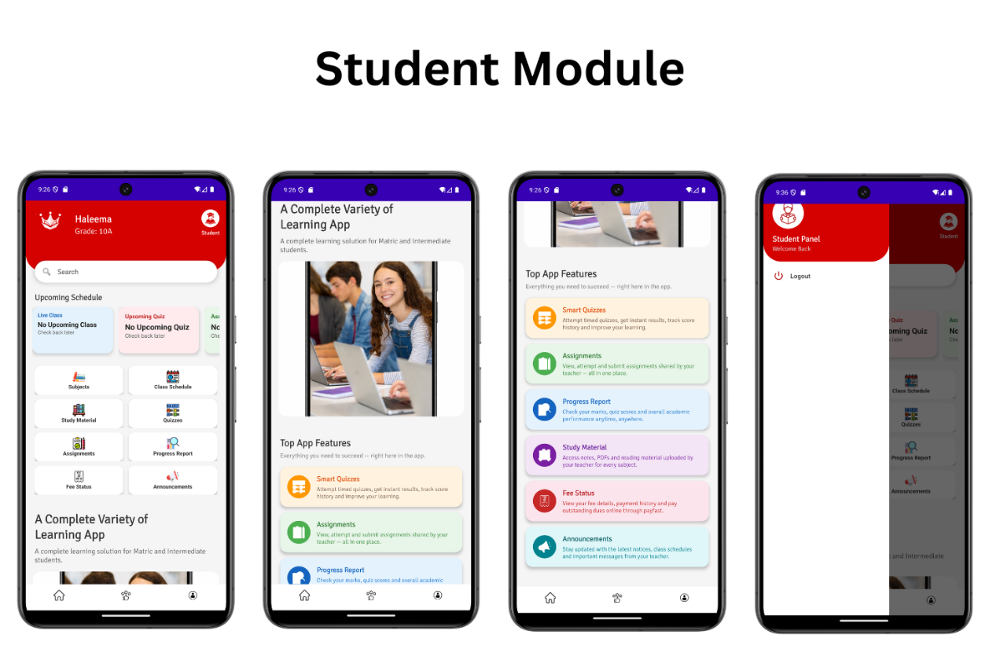 Student Module
9:26
Haleema
Grade: 10A
Student
Search
Upcoming Schedule
Live Class
No Upcoming Class
Check back later
Upcoming Quiz
No Upcoming Quiz
Check back later
Ass
Nc
Che
Subjects
Class Schedule
Study Material
Quizzes
Assignments
Progress Report
Fee Status
Announcements
A Complete Variety of
Learning App
A complete learning solution for Matric and Intermediate
students.
9:26
A Complete Variety of
Learning App
A complete learning solution for Matric and Intermediate
students.
Top App Features
Everything you need to succeed — right here in the app.
Smart Quizzes
Attempt timed quizzes, get instant results, track score
history and improve your learning.
Assignments
View, attempt and submit assignments shared by your
teacher — all in one place.
Progress Report
Check your marks, quiz scores and overall academic
9:26
Top App Features
Everything you need to succeed — right here in the app.
Smart Quizzes
Attempt timed quizzes, get instant results, track score
history and improve your learning.
Assignments
View, attempt and submit assignments shared by your
teacher — all in one place.
Progress Report
Check your marks, quiz scores and overall academic
performance anytime, anywhere.
Study Material
Access notes, PDFs and reading material uploaded by
your teacher for every subject.
Fee Status
View your fee details, payment history and pay
outstanding dues online through payfast.
Announcements
Stay updated with the latest notices, class schedules
and important messages from your teacher.
9:36
Student Panel
Welcome Back
Logout
Student
Quiz
oming Quiz
later
Ass
Nc
Che
Class Schedule
Quizzes
Progress Report
Announcements
and Intermediate